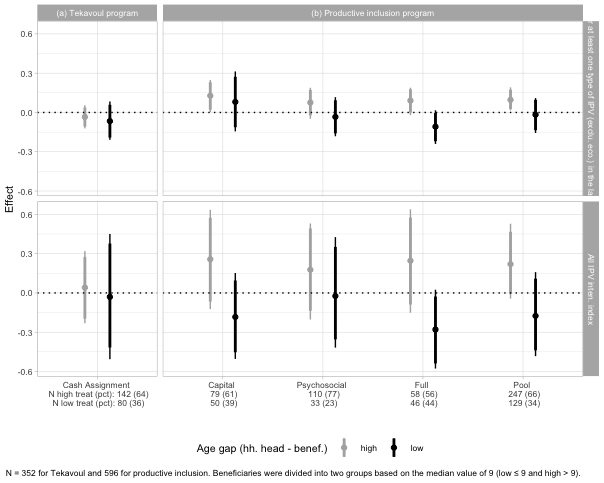 (a) Tekavoul program
(b) Productive inclusion program
at least one type of IPV (exclu. eco.) in the
Effect
0.6
0.3
0.0
-0.3
-0.6
0.6
0.3
0.0
-0.3
-0.6
All IPV inten. index
Cash Assignment
N high treat (pct): 142 (64)
N low treat (pct): 80 (36)
Capital
79 (61)
50 (39)
Psychosocial
110 (77)
33 (23)
Full
58 (56)
46 (44)
Pool
247 (66)
129 (34)
Age gap (hh. head - benef.) high low
N = 352 for Tekavoul and 596 for productive inclusion. Beneficiaries were divided into two groups based on the median value of 9 (low ≤ 9 and high > 9).